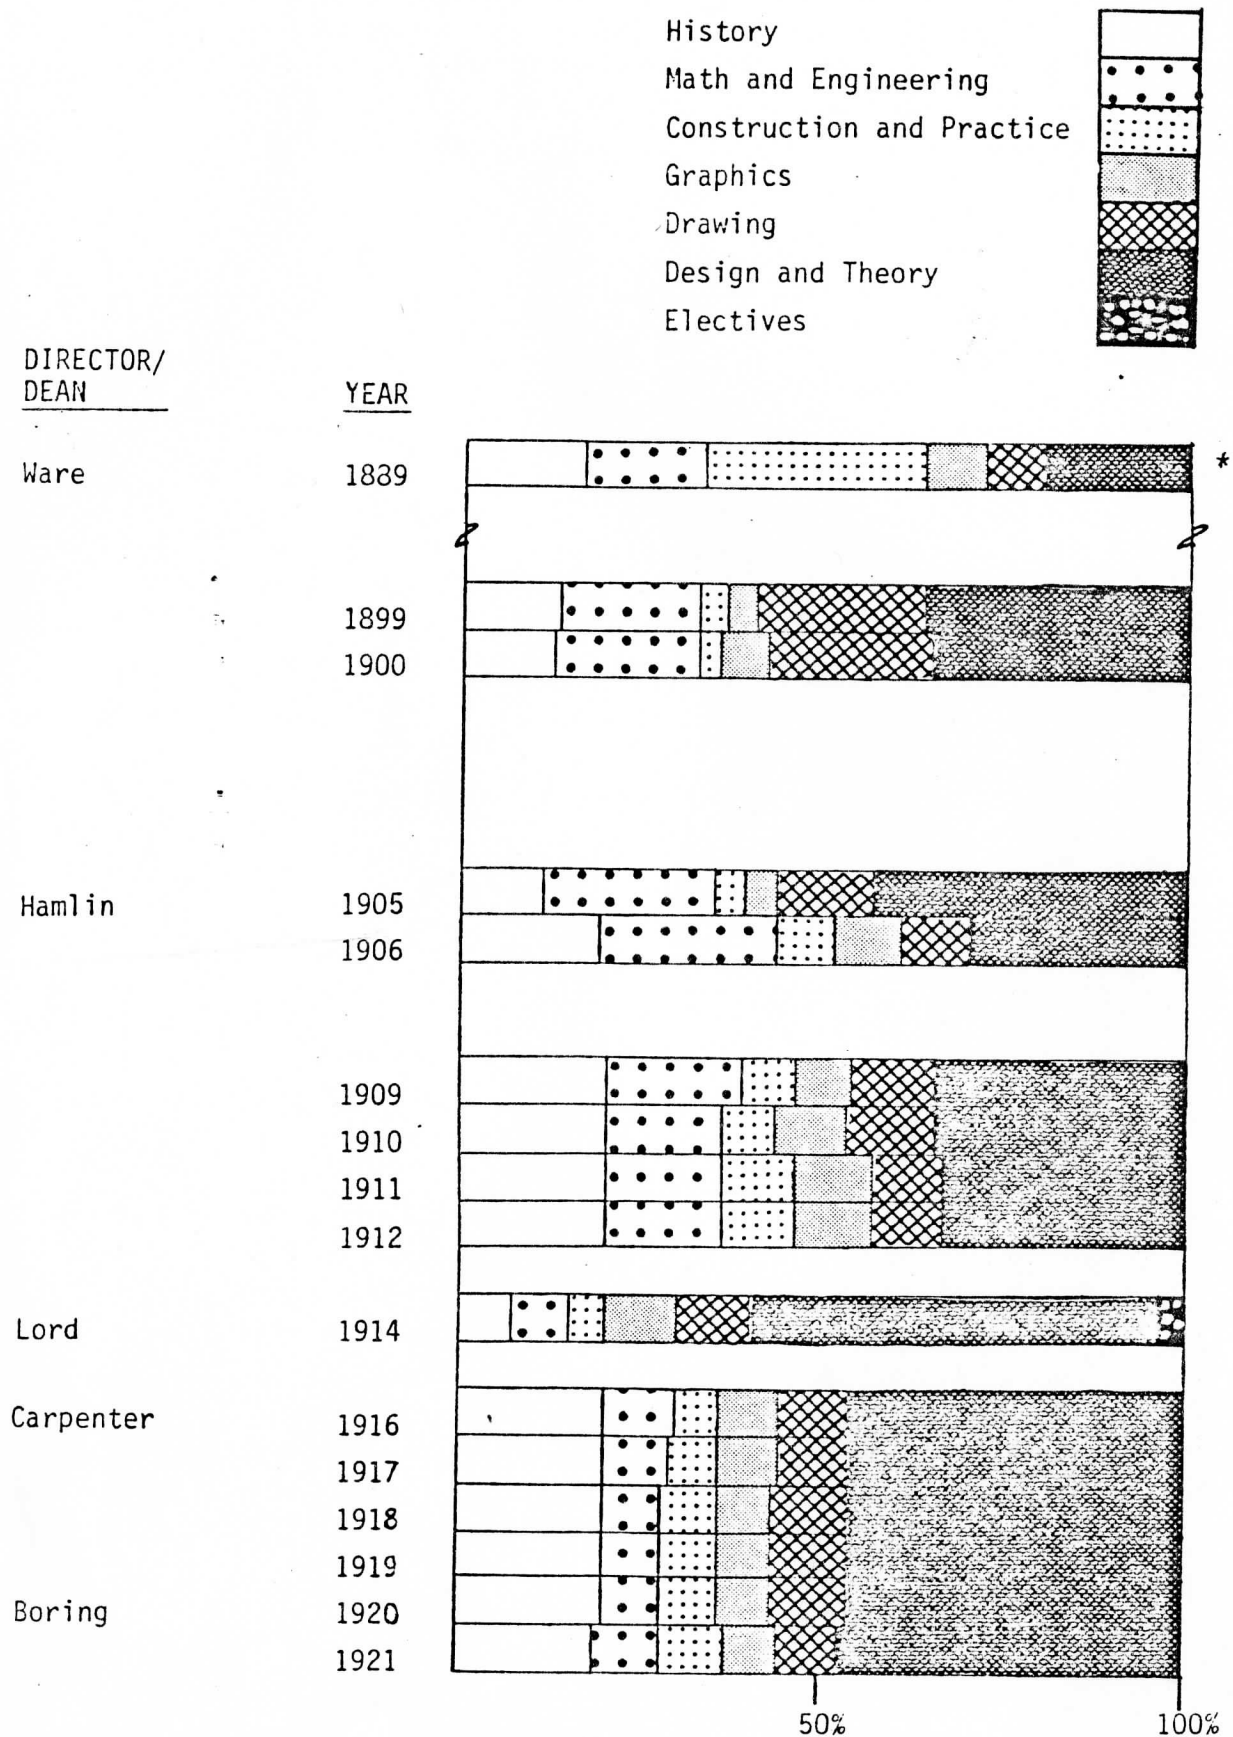 History
Math and Engineering
Construction and Practice
Graphics
Drawing
Design and Theory
Electives
DIRECTOR/
DEAN
YEAR
Ware 1889 *
1899
1900
Hamlin 1905
1906
1909
1910
1911
1912
Lord 1914
Carpenter 1916
1917
1918
1919
Boring 1920
1921
50% 100%